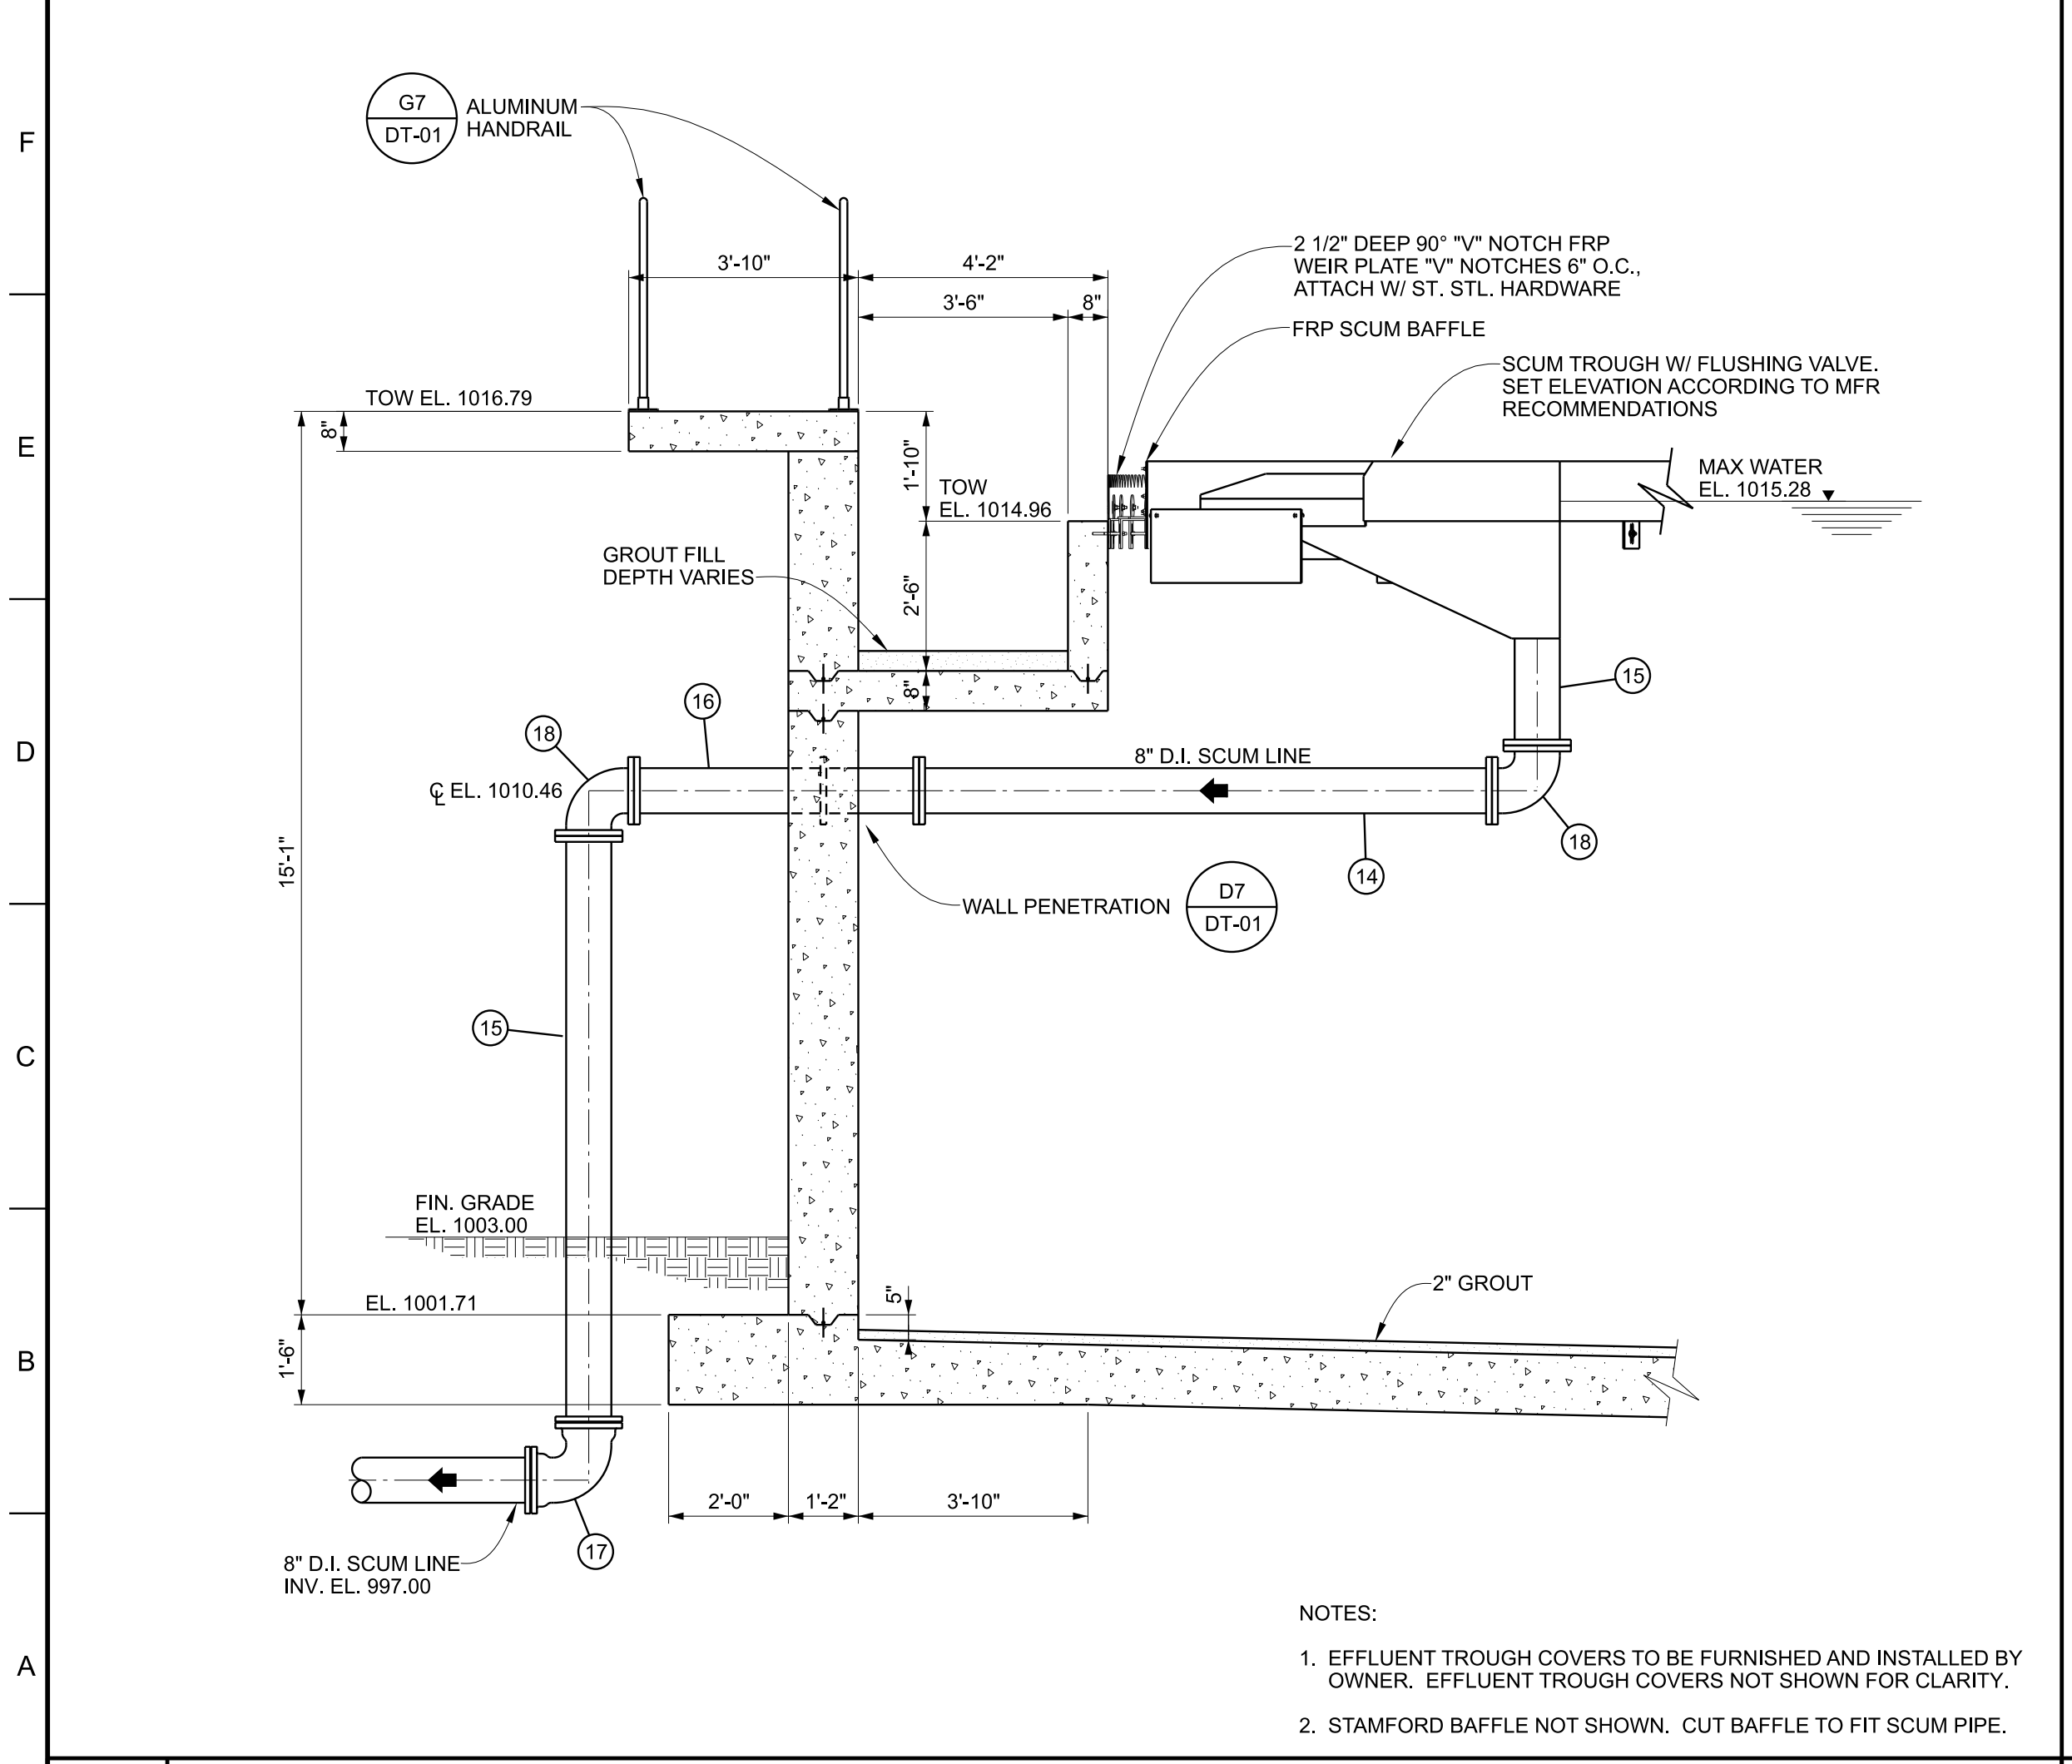 G7
DT-01
ALUMINUM
HANDRAIL
F
2 1/2" DEEP 90° "V" NOTCH FRP
WEIR PLATE "V" NOTCHES 6" O.C.,
ATTACH W/ ST. STL. HARDWARE
3'-10"
4'-2"
3'-6"
8"
FRP SCUM BAFFLE
SCUM TROUGH W/ FLUSHING VALVE.
SET ELEVATION ACCORDING TO MFR
RECOMMENDATIONS
TOW EL. 1016.79
8"
E
1'-10"
TOW
EL. 1014.96
MAX WATER
EL. 1015.28
GROUT FILL
DEPTH VARIES
2'-6"
8"
15
16
18
D
8" D.I. SCUM LINE
℄ EL. 1010.46
18
14
15'-1"
WALL PENETRATION
D7
DT-01
15
C
FIN. GRADE
EL. 1003.00
EL. 1001.71
5"
2" GROUT
B
1'-6"
2'-0"
1'-2"
3'-10"
17
8" D.I. SCUM LINE
INV. EL. 997.00
NOTES:
A
1. EFFLUENT TROUGH COVERS TO BE FURNISHED AND INSTALLED BY
OWNER. EFFLUENT TROUGH COVERS NOT SHOWN FOR CLARITY.
2. STAMFORD BAFFLE NOT SHOWN. CUT BAFFLE TO FIT SCUM PIPE.